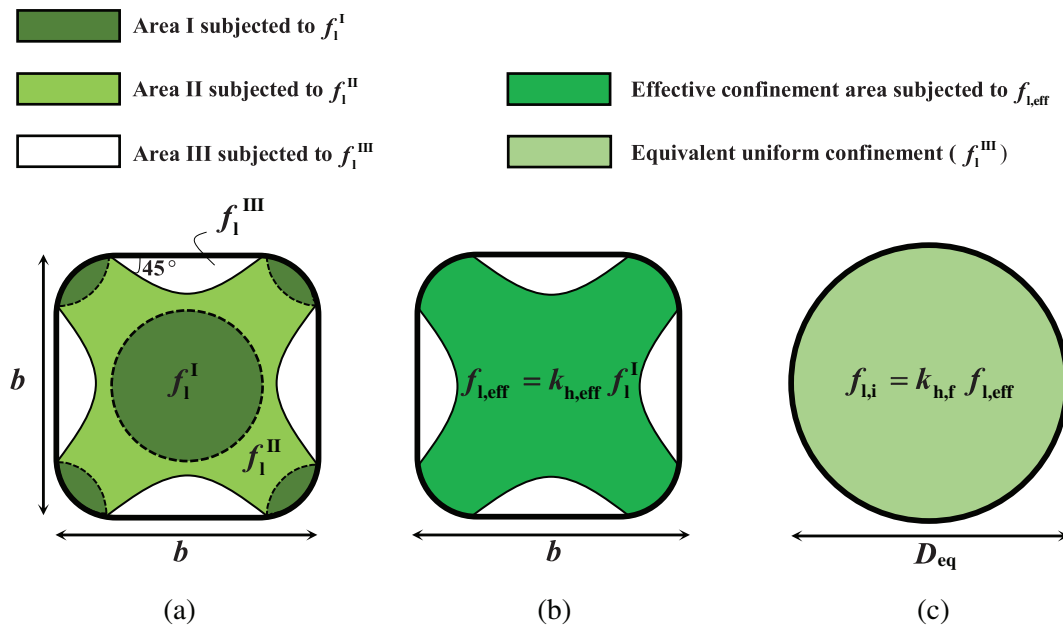 Area I subjected to f_l^I
Area II subjected to f_l^II
Area III subjected to f_l^III
Effective confinement area subjected to f_l,eff
Equivalent uniform confinement ( f_l^III)
f_l^III
45°
b
f_l^I
f_l^II
b
f_l,eff = k_h,eff f_l^I
b
f_l,i = k_h,f f_l,eff
D_eq
(a)
(b)
(c)